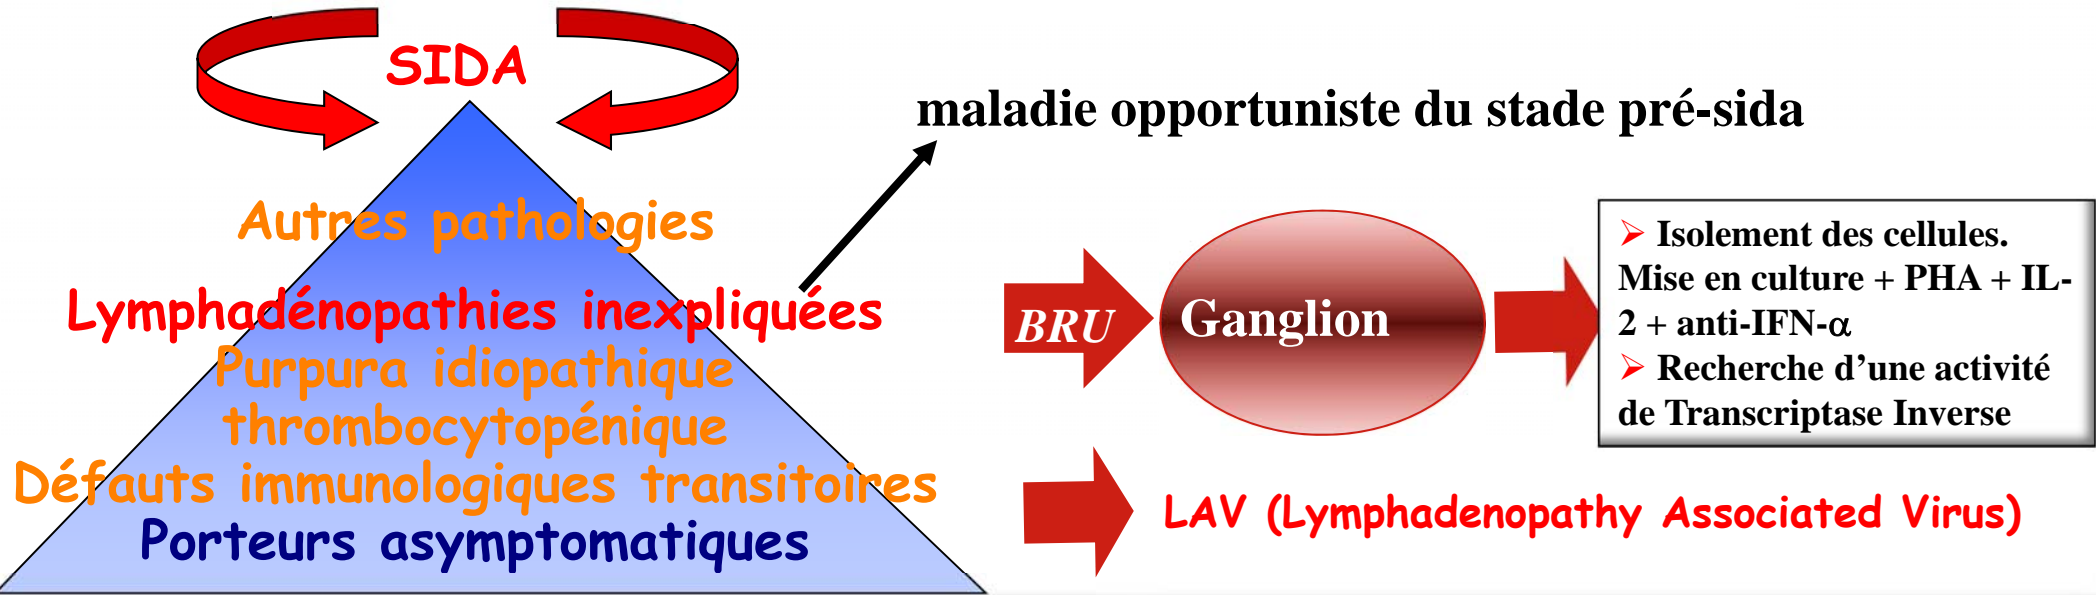 SIDA
Autres pathologies
Lymphadénopathies inexpliquées
Purpura idiopathique
thrombocytopénique
Défauts immunologiques transitoires
Porteurs asymptomatiques
maladie opportuniste du stade pré-sida
BRU
Ganglion
➢ Isolement des cellules.
Mise en culture + PHA + IL-
2 + anti-IFN-α
➢ Recherche d’une activité
de Transcriptase Inverse
LAV (Lymphadenopathy Associated Virus)